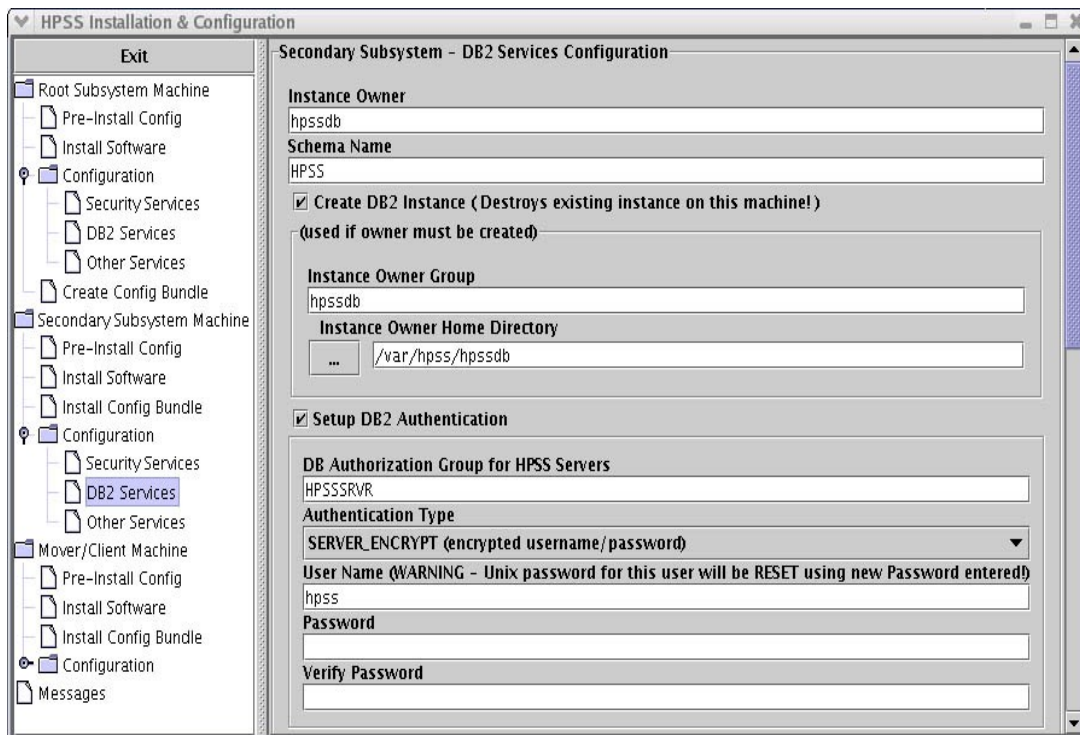 HPSS Installation & Configuration
Exit
Root Subsystem Machine
Pre-Install Config
Install Software
Configuration
Security Services
DB2 Services
Other Services
Create Config Bundle
Secondary Subsystem Machine
Pre-Install Config
Install Software
Install Config Bundle
Configuration
Security Services
DB2 Services
Other Services
Mover/Client Machine
Pre-Install Config
Install Software
Install Config Bundle
Configuration
Messages
Secondary Subsystem - DB2 Services Configuration
Instance Owner
hpssdb
Schema Name
HPSS
Create DB2 Instance (Destroys existing instance on this machine!)
(used if owner must be created)
Instance Owner Group
hpssdb
Instance Owner Home Directory
... /var/hpss/hpssdb
Setup DB2 Authentication
DB Authorization Group for HPSS Servers
HPSSSRVR
Authentication Type
SERVER_ENCRYPT (encrypted username/password)
User Name (WARNING - Unix password for this user will be RESET using new Password entered!)
hpss
Password
Verify Password